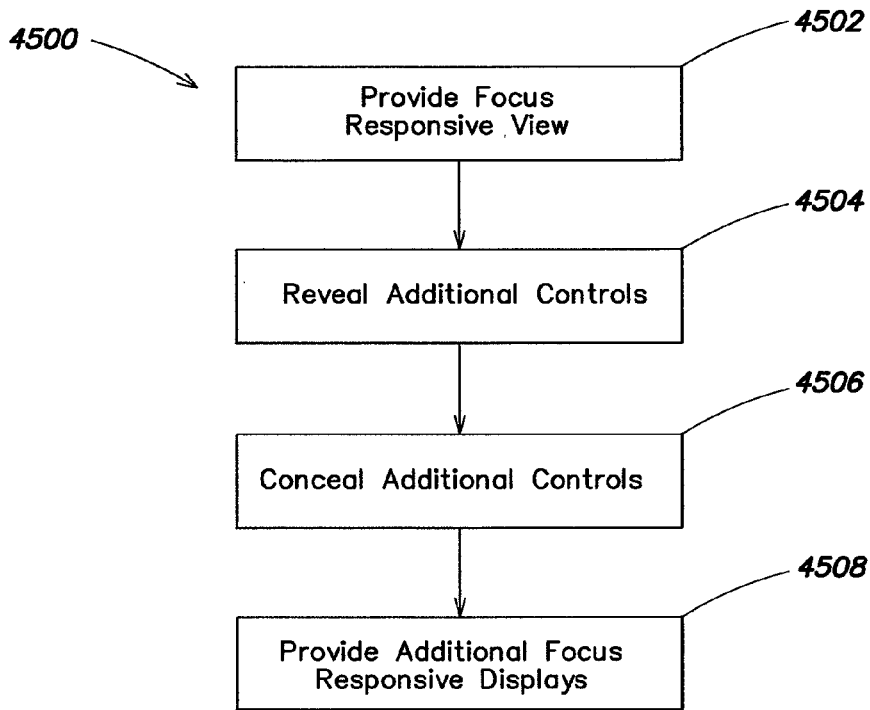 4500
4502
Provide Focus
Responsive View
4504
Reveal Additional Controls
4506
Conceal Additional Controls
4508
Provide Additional Focus
Responsive Displays